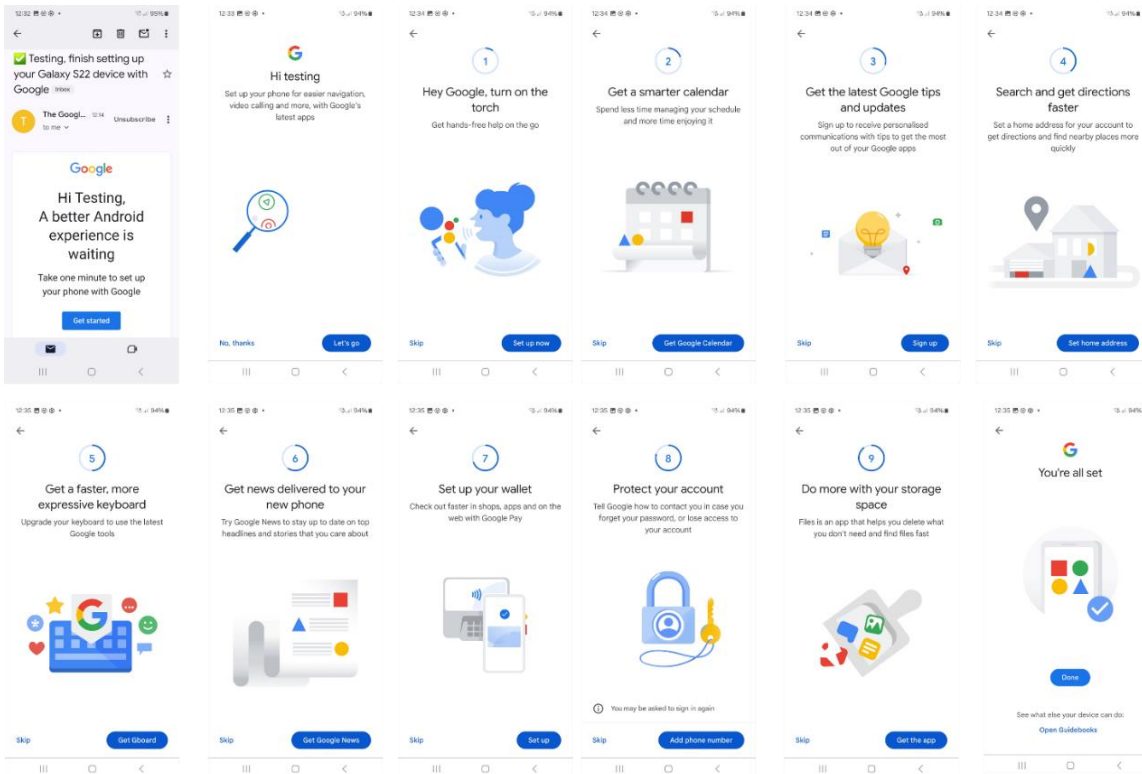 12:32
95%
✅ Testing, finish setting up
your Galaxy S22 device with
Google Inbox
T
The Googl... 12:14 Unsubscribe
to me
Google
Hi Testing,
A better Android
experience is
waiting
Take one minute to set up
your phone with Google
Get started
12:33
94%
G
Hi testing
Set up your phone for easier navigation,
video calling and more, with Google's
latest apps
No, thanks
Let's go
12:34
94%
1
Hey Google, turn on the
torch
Get hands-free help on the go
Skip
Set up now
12:34
94%
2
Get a smarter calendar
Spend less time managing your schedule
and more time enjoying it
Skip
Get Google Calendar
12:34
94%
3
Get the latest Google tips
and updates
Sign up to receive personalised
communications with tips to get the most
out of your Google apps
Skip
Sign up
12:34
94%
4
Search and get directions
faster
Set a home address for your account to
get directions and find nearby places more
quickly
Skip
Set home address
12:35
94%
5
Get a faster, more
expressive keyboard
Upgrade your keyboard to use the latest
Google tools
G
Skip
Get Gboard
12:35
94%
6
Get news delivered to your
new phone
Try Google News to stay up to date on top
headlines and stories that you care about
Skip
Get Google News
12:35
94%
7
Set up your wallet
Check out faster in shops, apps and on the
web with Google Pay
Skip
Set up
12:35
94%
8
Protect your account
Tell Google how to contact you in case you
forget your password, or lose access to
your account
You may be asked to sign in again
Skip
Add phone number
12:35
94%
9
Do more with your storage
space
Files is an app that helps you delete what
you don't need and find files fast
Skip
Get the app
12:35
94%
G
You're all set
Done
See what else your device can do:
Open Guidebooks